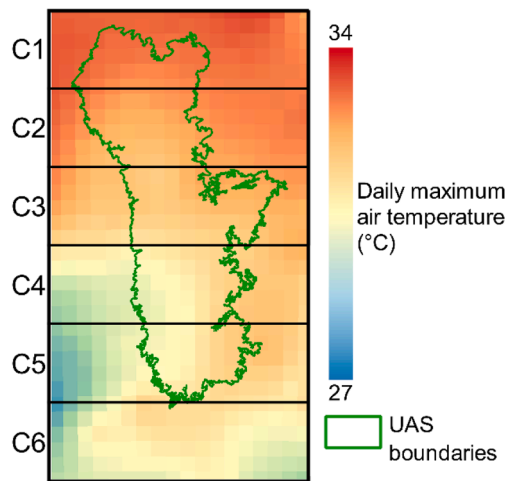 C1
C2
C3
C4
C5
C6
34
Daily maximum
air temperature
(°C)
27
UAS
boundaries